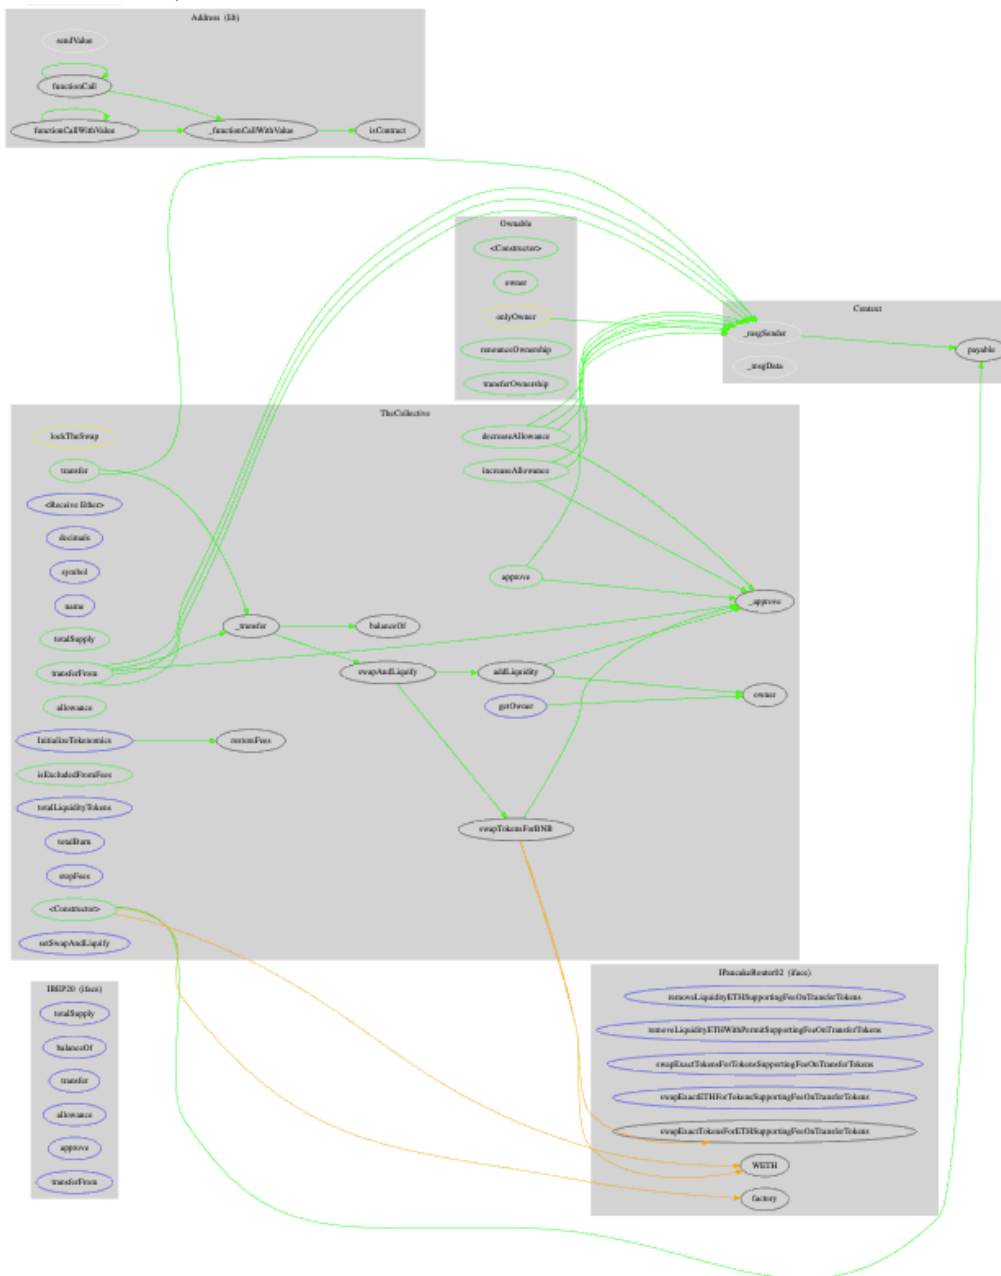 Address (lib)
sendValue
functionCall
functionCallWithValue
_functionCallWithValue
isContract
Ownable
<Constructor>
owner
onlyOwner
renounceOwnership
transferOwnership
Context
_msgSender
payable
_msgData
TheCollective
lockTheSwap
decreaseAllowance
transfer
increaseAllowance
<Receive Ether>
decimals
symbol
approve
name
_approve
totalSupply
_transfer
balanceOf
transferFrom
swapAndLiquify
addLiquidity
owner
allowance
getOwner
InitializeTokenomics
restoreFees
isExcludedFromFees
totalLiquidityTokens
swapTokensForBNB
totalBurn
stopFees
<Constructor>
setSwapAndLiquify
IBEP20 (iface)
totalSupply
balanceOf
transfer
allowance
approve
transferFrom
IPancakeRouter02 (iface)
removeLiquidityETHSupportingFeeOnTransferTokens
removeLiquidityETHWithPermitSupportingFeeOnTransferTokens
swapExactTokensForTokensSupportingFeeOnTransferTokens
swapExactETHForTokensSupportingFeeOnTransferTokens
swapExactTokensForETHSupportingFeeOnTransferTokens
WETH
factory